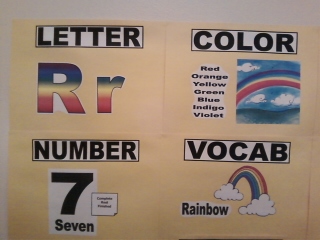 LETTER
Rr
COLOR
Red
Orange
Yellow
Green
Blue
Indigo
Violet
NUMBER
7
Seven
VOCAB
Rainbow